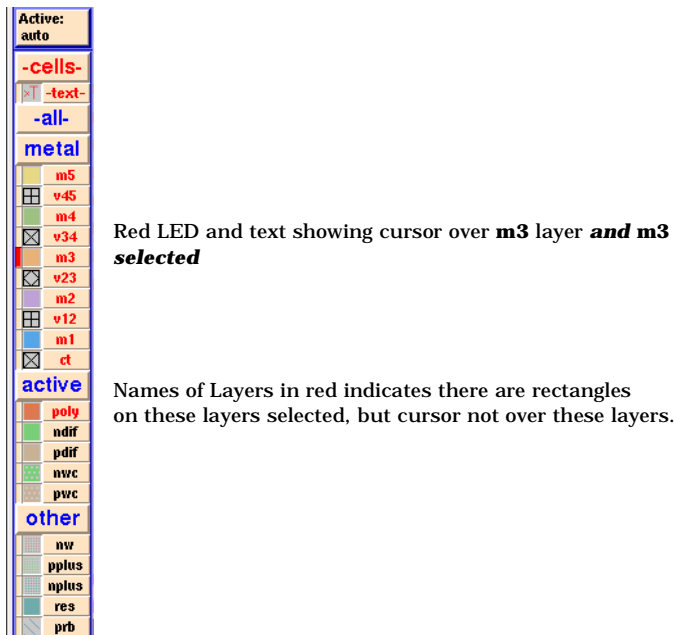 Active:
auto
-cells-
×T -text-
-all-
metal
m5
v45
m4
v34
m3
v23
m2
v12
m1
ct
active
poly
ndif
pdif
nwc
pwc
other
nw
pplus
nplus
res
prb
Red LED and text showing cursor over m3 layer and m3
selected
Names of Layers in red indicates there are rectangles
on these layers selected, but cursor not over these layers.